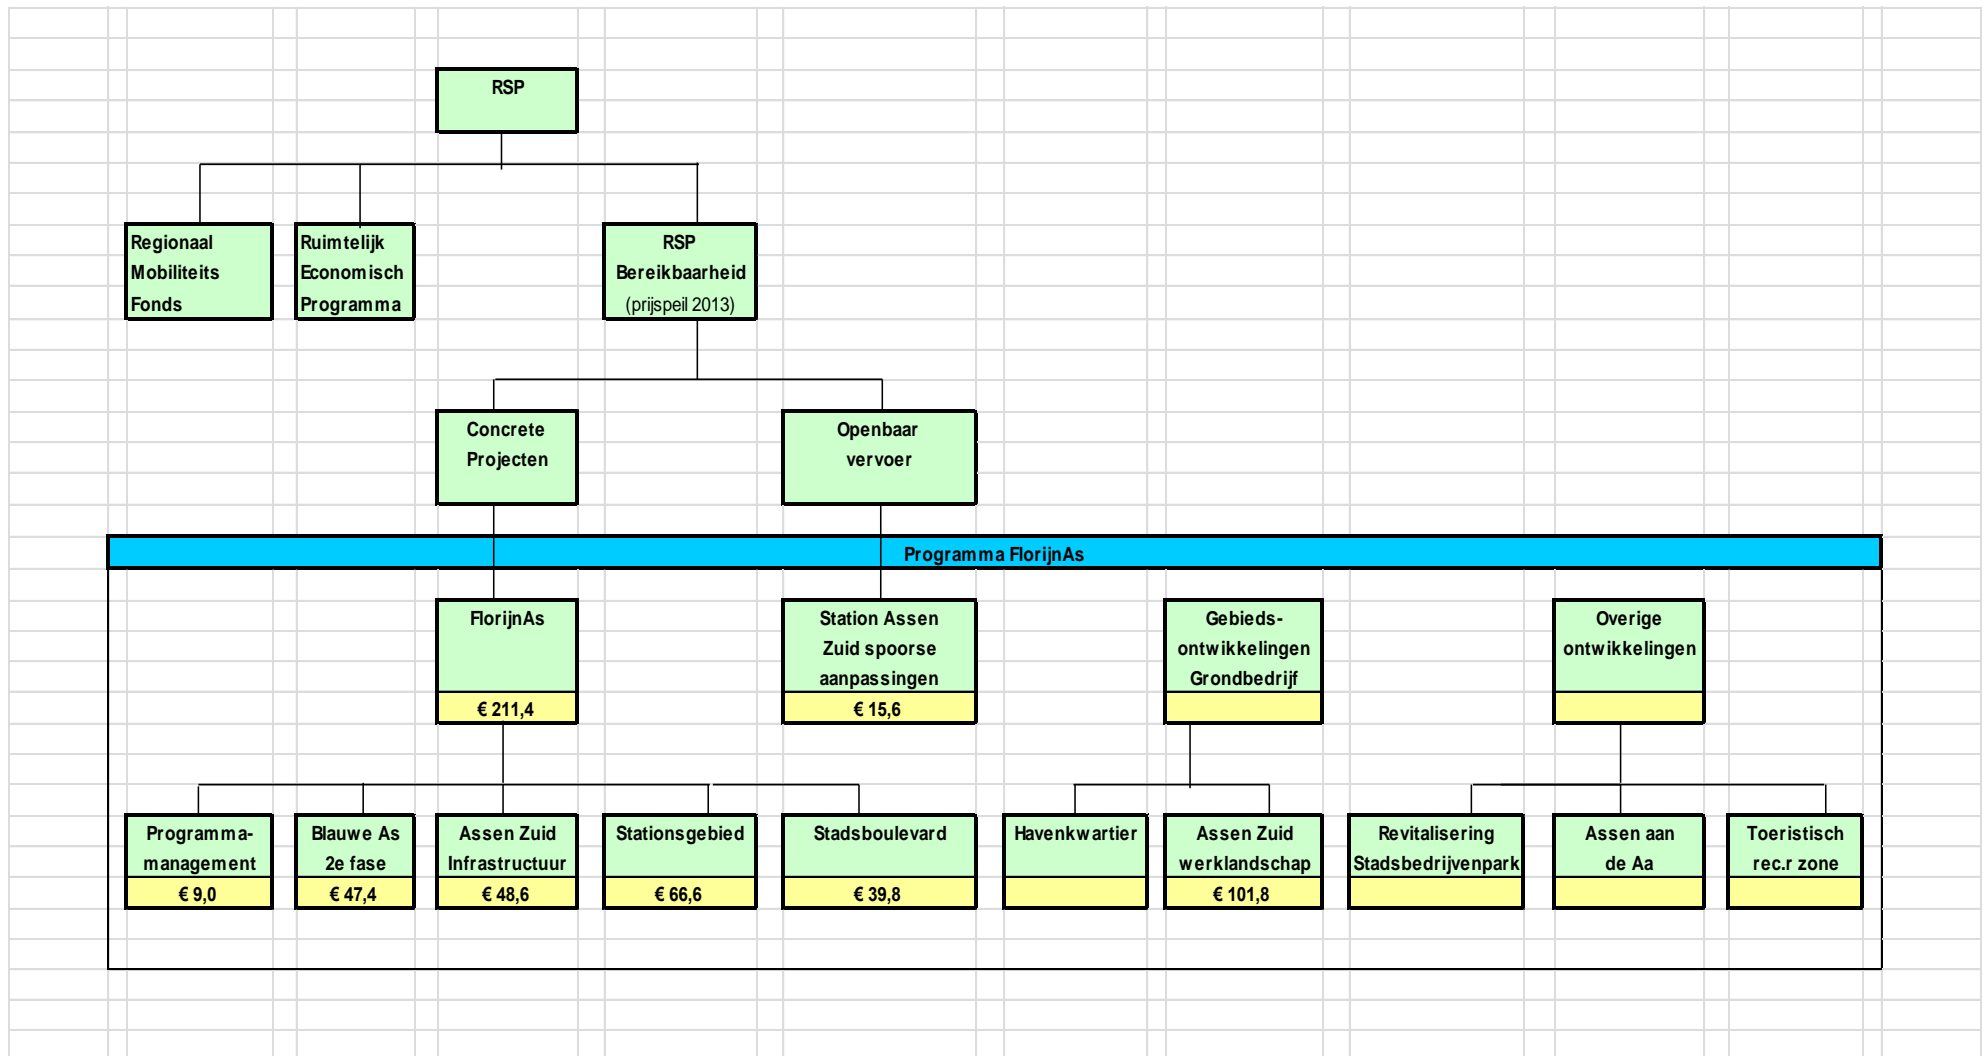 RSP
Regionaal
Mobiliteits
Fonds
Ruimtelijk
Economisch
Programma
RSP
Bereikbaarheid
(prijspeil 2013)
Concrete
Projecten
Openbaar
vervoer
Programma FlorijnAs
FlorijnAs
€ 211,4
Station Assen
Zuid spoorse
aanpassingen
€ 15,6
Gebieds-
ontwikkelingen
Grondbedrijf
Overige
ontwikkelingen
Programma-
management
€ 9,0
Blauwe As
2e fase
€ 47,4
Assen Zuid
Infrastructuur
€ 48,6
Stationsgebied
€ 66,6
Stadsboulevard
€ 39,8
Havenkwartier
Assen Zuid
werklandschap
€ 101,8
Revitalisering
Stadsbedrijvenpark
Assen aan
de Aa
Toeristisch
rec.r zone